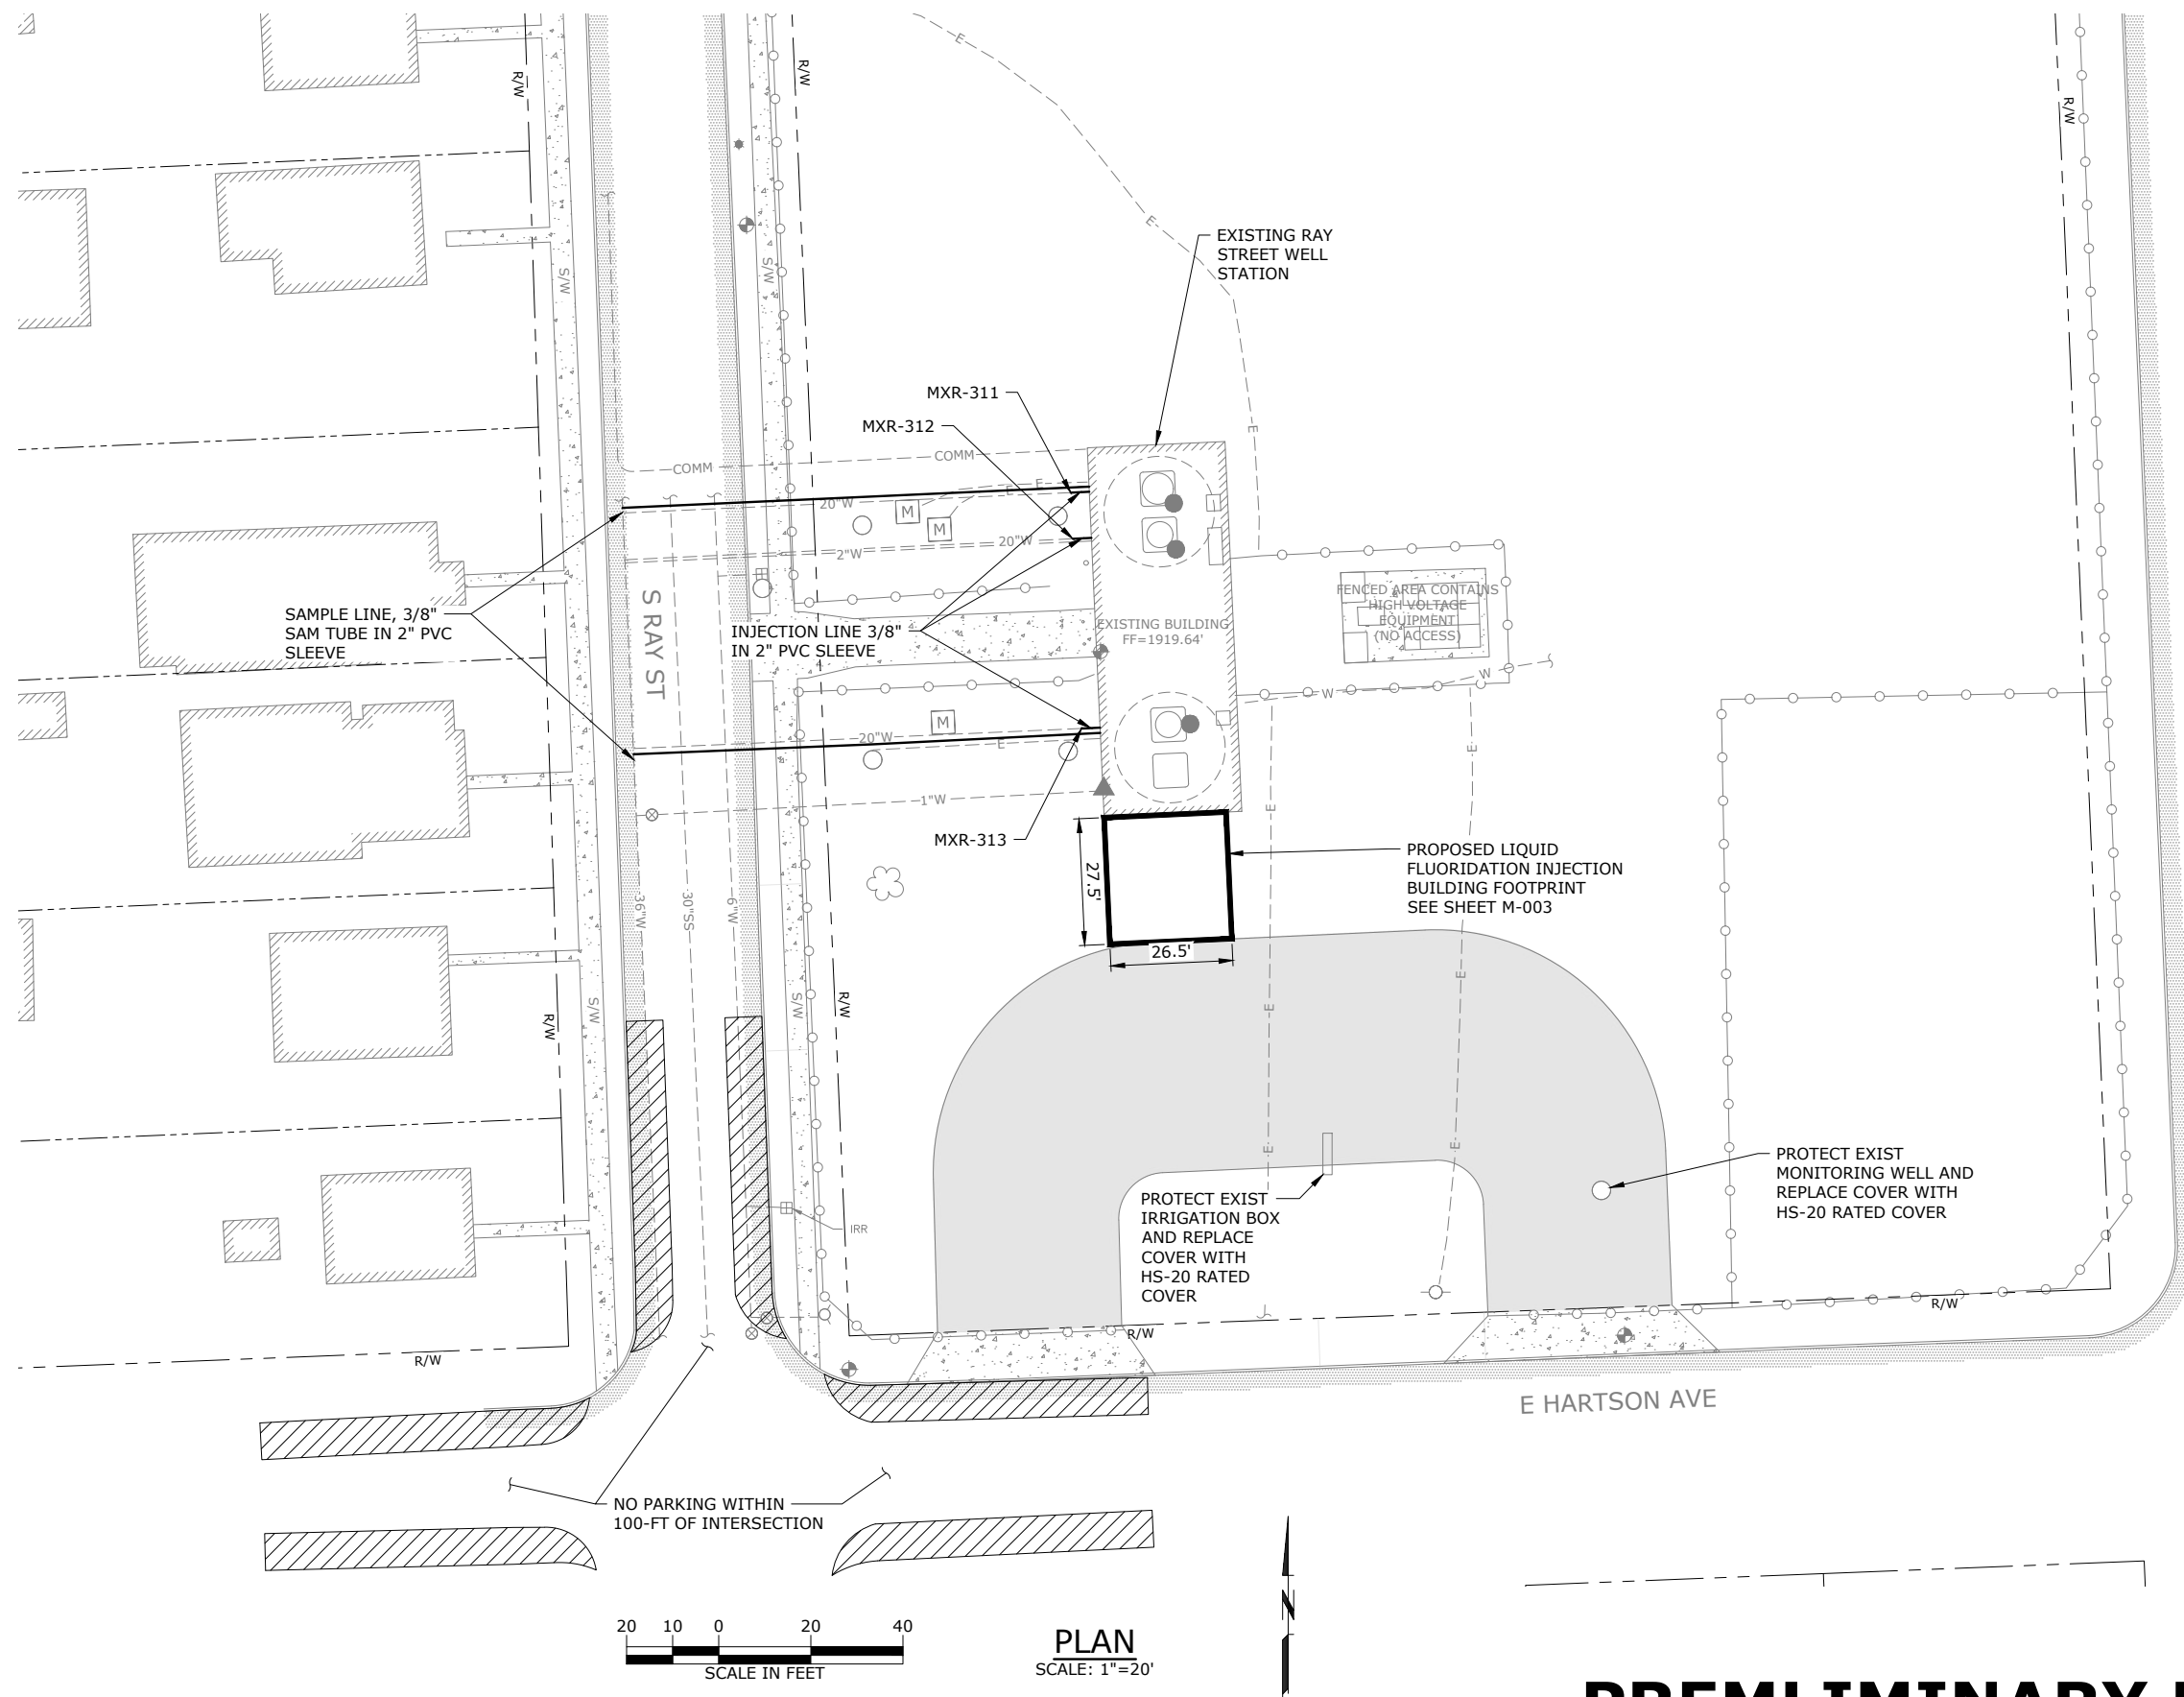 R/W
R/W
R/W
E
S/W
S/W
E
EXISTING RAY
STREET WELL
STATION
MXR-311
MXR-312
E
COMM
COMM
E
E
20"W
M
M
2"W
20"W
FENCED AREA CONTAINS
HIGH VOLTAGE
EQUIPMENT
(NO ACCESS)
S RAY ST
SAMPLE LINE, 3/8"
SAM TUBE IN 2" PVC
SLEEVE
INJECTION LINE 3/8"
IN 2" PVC SLEEVE
EXISTING BUILDING
FF=1919.64'
W
W
M
20"W
E
E
1"W
E
MXR-313
PROPOSED LIQUID
FLUORIDATION INJECTION
BUILDING FOOTPRINT
SEE SHEET M-003
27.5'
26.5'
36"W
30"SS
6"W
E
E
S/W
S/W
R/W
R/W
E
E
PROTECT EXIST
MONITORING WELL AND
REPLACE COVER WITH
HS-20 RATED COVER
PROTECT EXIST
IRRIGATION BOX
AND REPLACE
COVER WITH
HS-20 RATED
COVER
IRR
R/W
R/W
R/W
E HARTSON AVE
NO PARKING WITHIN
100-FT OF INTERSECTION
N
20 10 0 20 40
SCALE IN FEET
PLAN
SCALE: 1"=20'
PREMLIMINARY